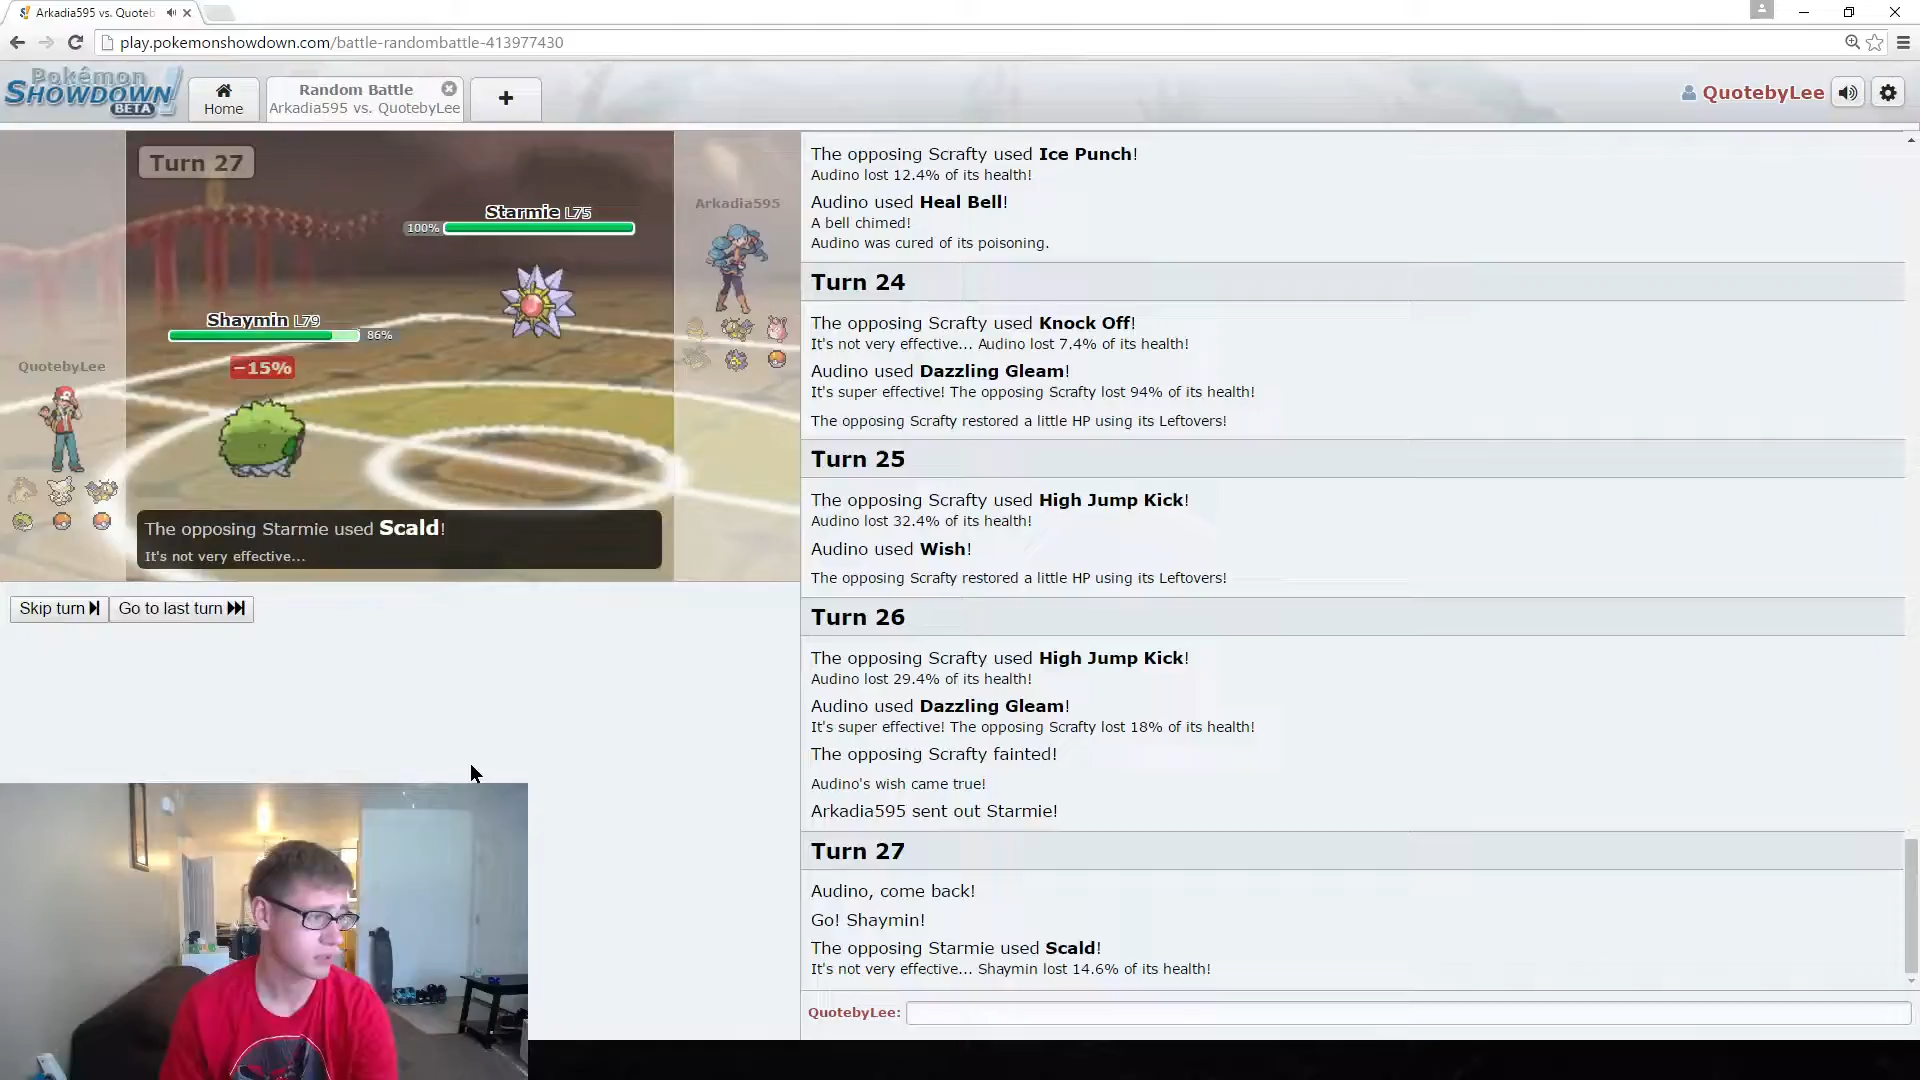 Arkadia595 vs. Quoteb
play.pokemonshowdown.com/battle-randombattle-413977430
Pokémon
SHOWDOWN!
BETA
Home
Random Battle
Arkadia595 vs. QuotebyLee
+
QuotebyLee
Turn 27
Starmie L75
100%
Arkadia595
Shaymin L79
86%
-15%
QuotebyLee
The opposing Starmie used Scald!
It's not very effective...
Skip turn
Go to last turn
The opposing Scrafty used Ice Punch!
Audino lost 12.4% of its health!
Audino used Heal Bell!
A bell chimed!
Audino was cured of its poisoning.
Turn 24
The opposing Scrafty used Knock Off!
It's not very effective... Audino lost 7.4% of its health!
Audino used Dazzling Gleam!
It's super effective! The opposing Scrafty lost 94% of its health!
The opposing Scrafty restored a little HP using its Leftovers!
Turn 25
The opposing Scrafty used High Jump Kick!
Audino lost 32.4% of its health!
Audino used Wish!
The opposing Scrafty restored a little HP using its Leftovers!
Turn 26
The opposing Scrafty used High Jump Kick!
Audino lost 29.4% of its health!
Audino used Dazzling Gleam!
It's super effective! The opposing Scrafty lost 18% of its health!
The opposing Scrafty fainted!
Audino's wish came true!
Arkadia595 sent out Starmie!
Turn 27
Audino, come back!
Go! Shaymin!
The opposing Starmie used Scald!
It's not very effective... Shaymin lost 14.6% of its health!
QuotebyLee: